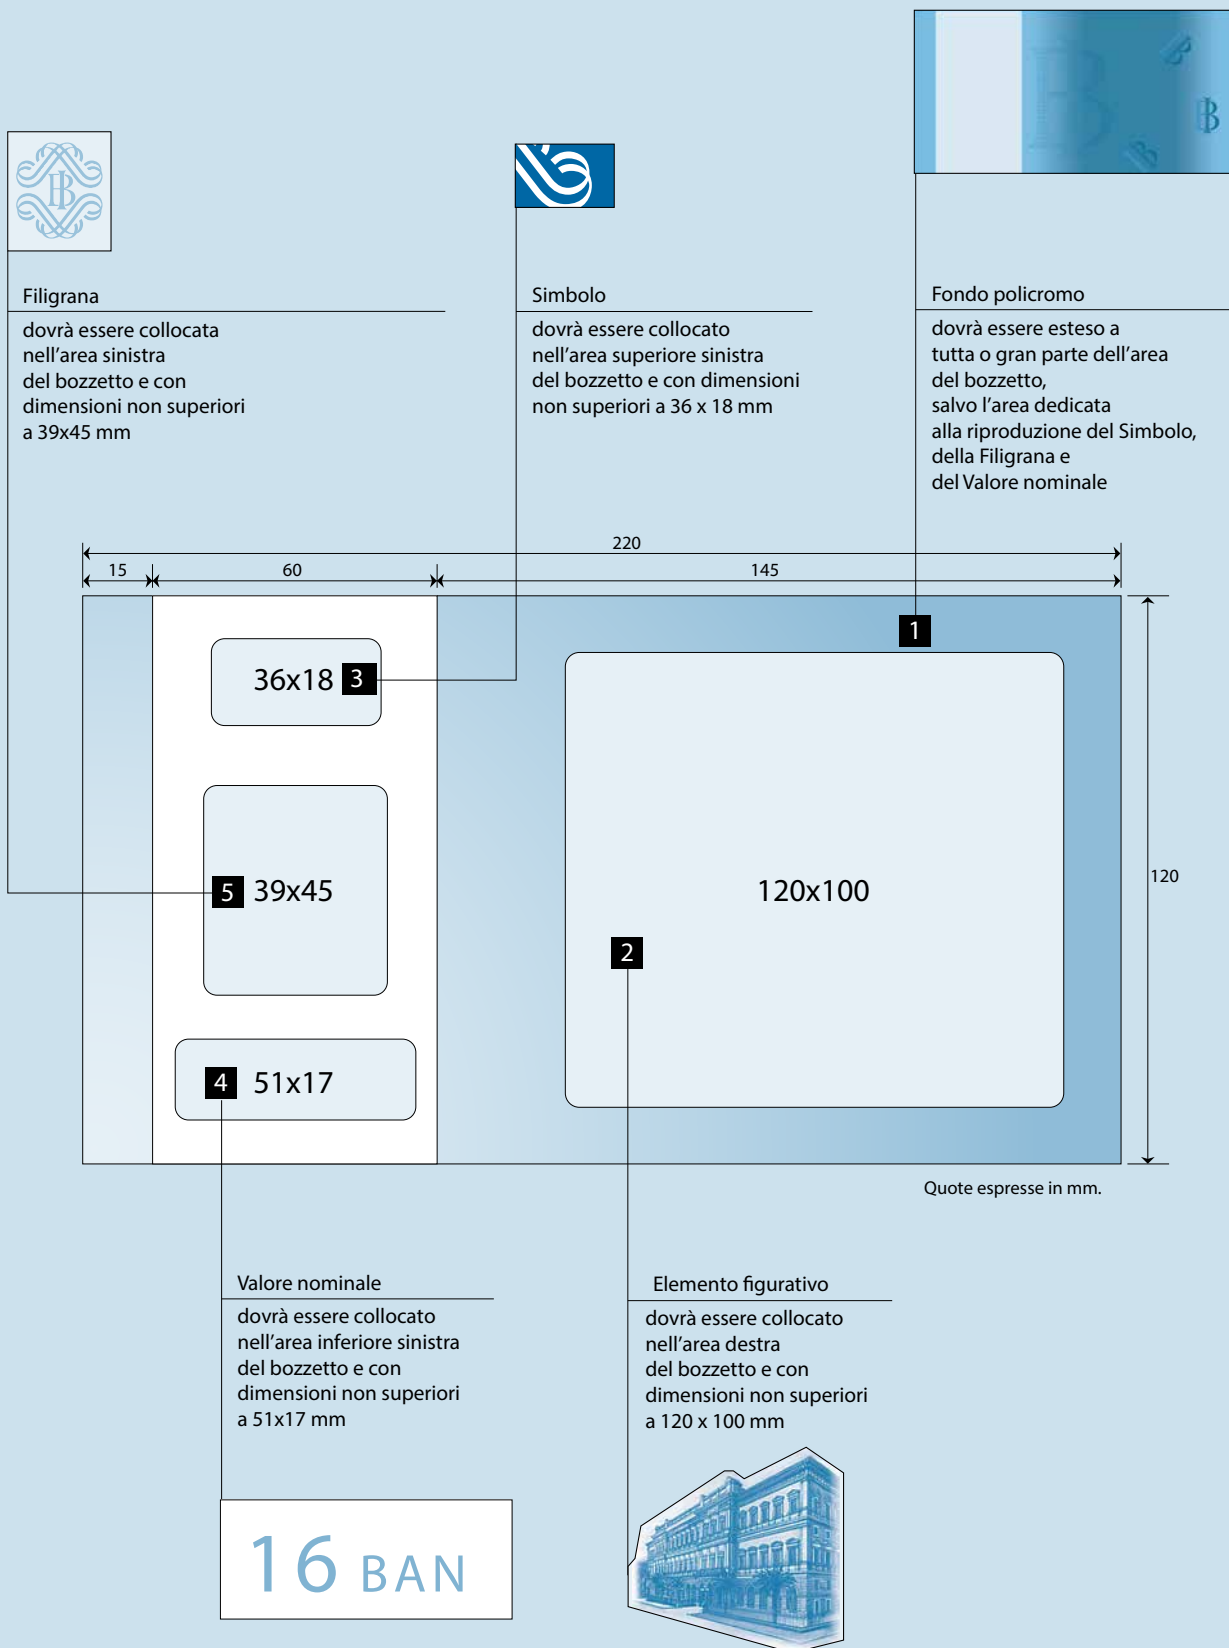 Filigrana
dovrà essere collocata
nell'area sinistra
del bozzetto e con
dimensioni non superiori
a 39x45 mm
Simbolo
dovrà essere collocato
nell'area superiore sinistra
del bozzetto e con dimensioni
non superiori a 36 x 18 mm
Fondo policromo
dovrà essere esteso a
tutta o gran parte dell'area
del bozzetto,
salvo l'area dedicata
alla riproduzione del Simbolo,
della Filigrana e
del Valore nominale
220
15
60
145
1
36x18 3
120
5 39x45
120x100
2
4 51x17
Quote espresse in mm.
Valore nominale
dovrà essere collocato
nell'area inferiore sinistra
del bozzetto e con
dimensioni non superiori
a 51x17 mm
Elemento figurativo
dovrà essere collocato
nell'area destra
del bozzetto e con
dimensioni non superiori
a 120 x 100 mm
16 BAN